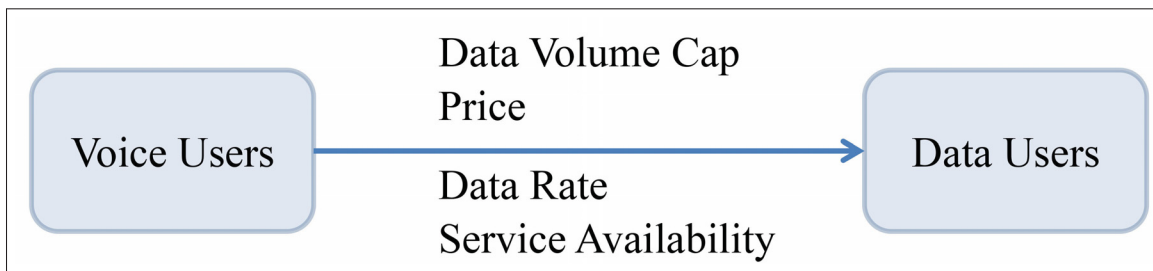 Voice Users
Data Volume Cap
Price
Data Rate
Service Availability
Data Users